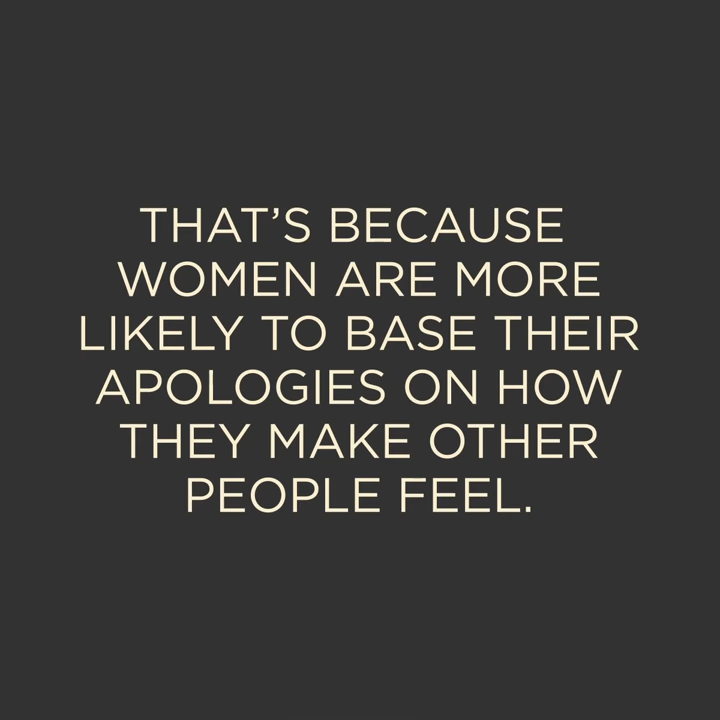 THAT’S BECAUSE
WOMEN ARE MORE
LIKELY TO BASE THEIR
APOLOGIES ON HOW
THEY MAKE OTHER
PEOPLE FEEL.